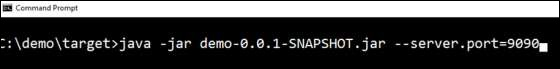 Command Prompt
C:\demo\target>java -jar demo-0.0.1-SNAPSHOT.jar --server.port=9090